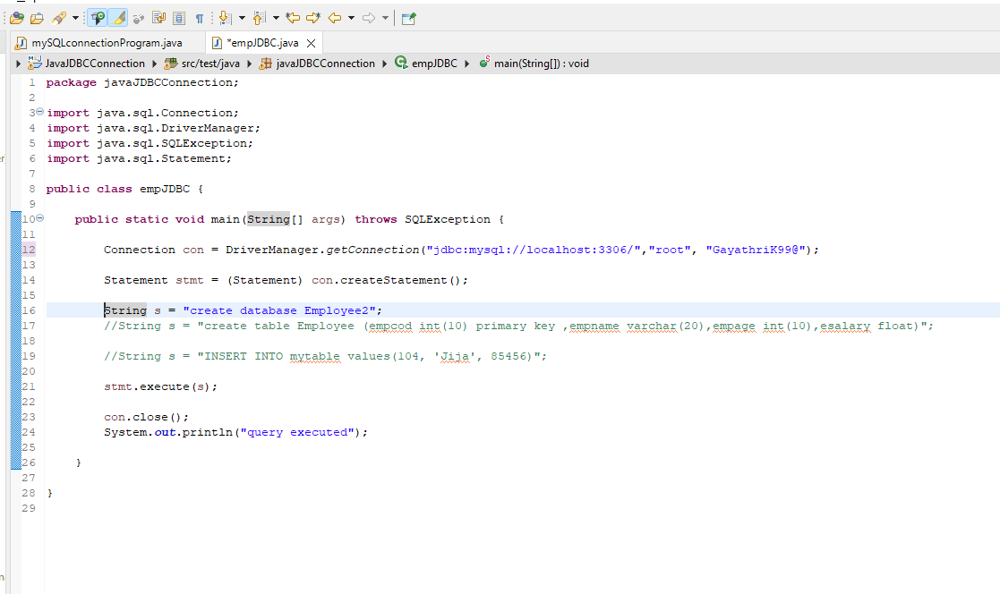 mySQLconnectionProgram.java *empJDBC.java
JavaJDBCConnection src/test/java javaJDBCConnection empJDBC main(String[]) : void
1 package javaJDBCConnection;
2
3 import java.sql.Connection;
4 import java.sql.DriverManager;
5 import java.sql.SQLException;
6 import java.sql.Statement;
7
8 public class empJDBC {
9
10 public static void main(String[] args) throws SQLException {
11
12 Connection con = DriverManager.getConnection("jdbc:mysql://localhost:3306/","root", "GayathriK99@");
13
14 Statement stmt = (Statement) con.createStatement();
15
16 String s = "create database Employee2";
17 //String s = "create table Employee (empcod int(10) primary key ,empname varchar(20),empage int(10),esalary float)";
18
19 //String s = "INSERT INTO mytable values(104, 'Jija', 85456)";
20
21 stmt.execute(s);
22
23 con.close();
24 System.out.println("query executed");
25
26 }
27
28 }
29